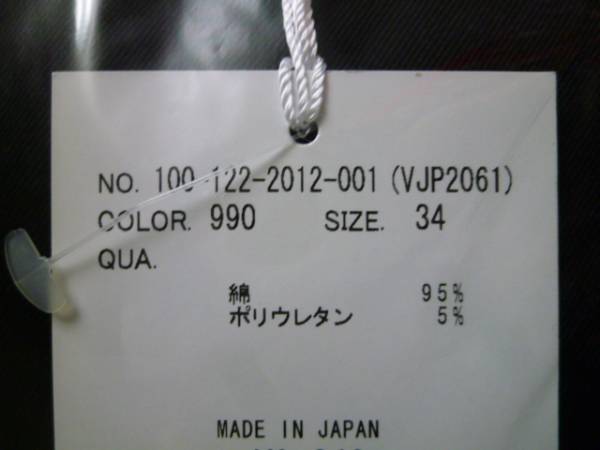 NO. 100-122-2012-001 (VJP2061)
COLOR. 990 SIZE. 34
QUA.
綿 95%
ポリウレタン 5%
MADE IN JAPAN